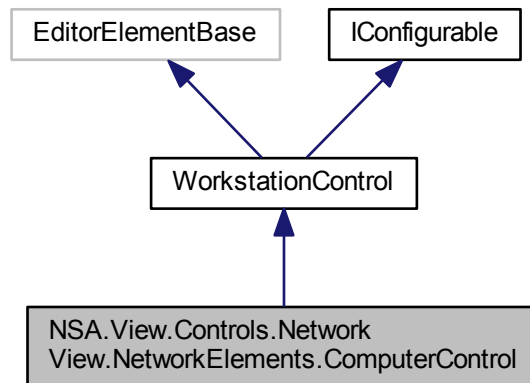 EditorElementBase
IConfigurable
WorkstationControl
NSA.View.Controls.Network
View.NetworkElements.ComputerControl